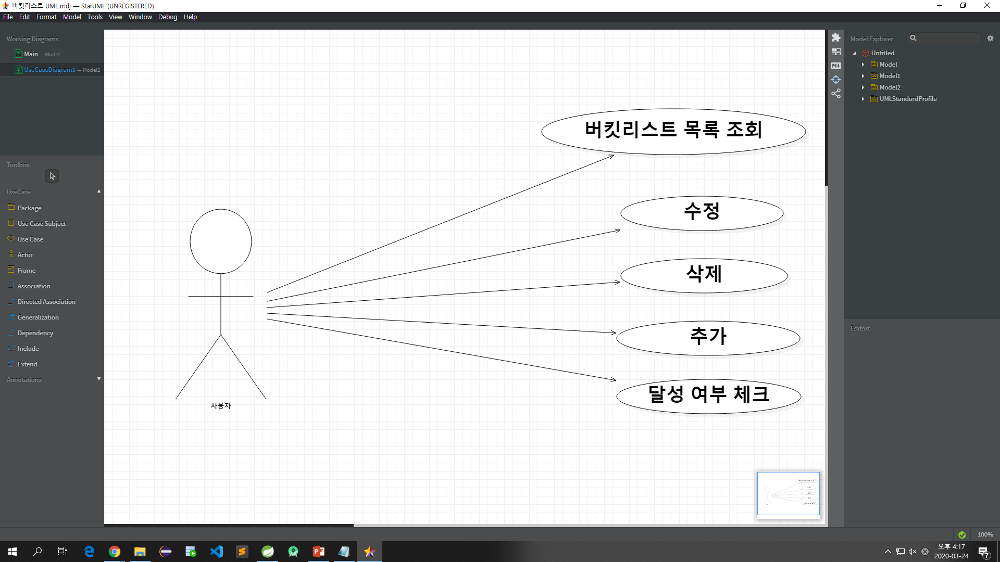 버킷리스트 UML.mdj — StarUML (UNREGISTERED)
File Edit Format Model Tools View Window Debug Help
Working Diagrams
Main — Model
UseCaseDiagram1 — Model2
Toolbox
UseCase
Package
Use Case Subject
Use Case
Actor
Frame
Association
Directed Association
Generalization
Dependency
Include
Extend
Annotations
버킷리스트 목록 조회
수정
삭제
추가
달성 여부 체크
사용자
Model Explorer
Untitled
Model
Model1
Model2
UMLStandardProfile
Editors
100%
오후 4:17
2020-03-24
7